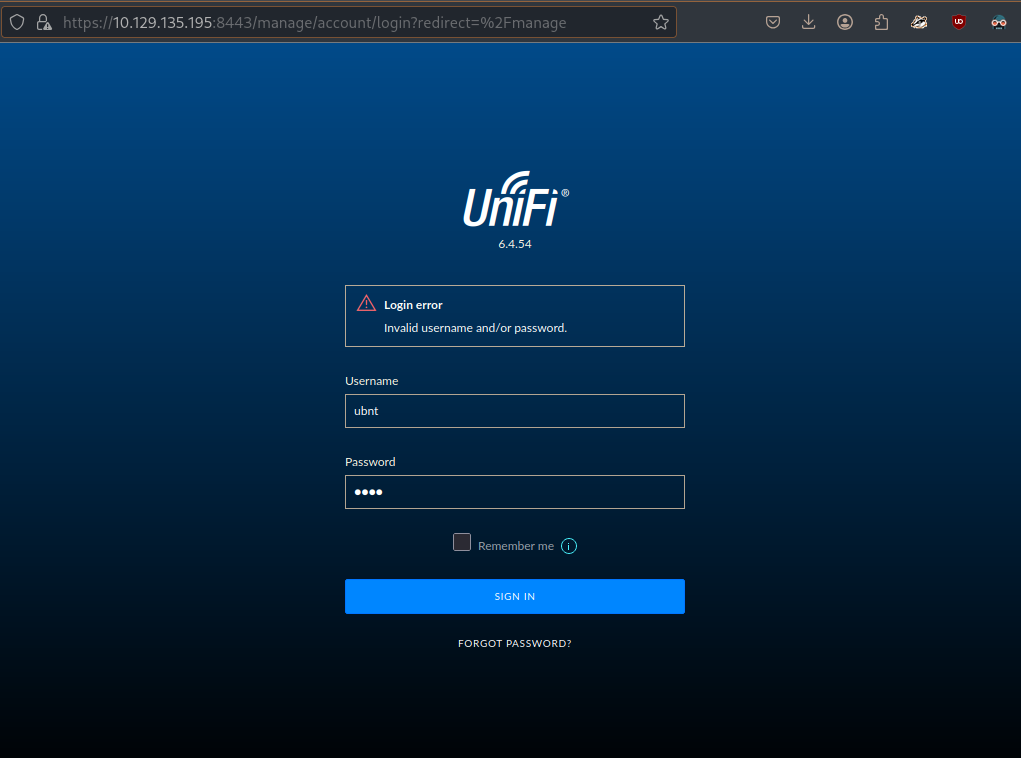 https://10.129.135.195:8443/manage/account/login?redirect=%2Fmanage
UD
UniFi®
6.4.54
Login error
Invalid username and/or password.
Username
ubnt
Password
••••
Remember me
SIGN IN
FORGOT PASSWORD?